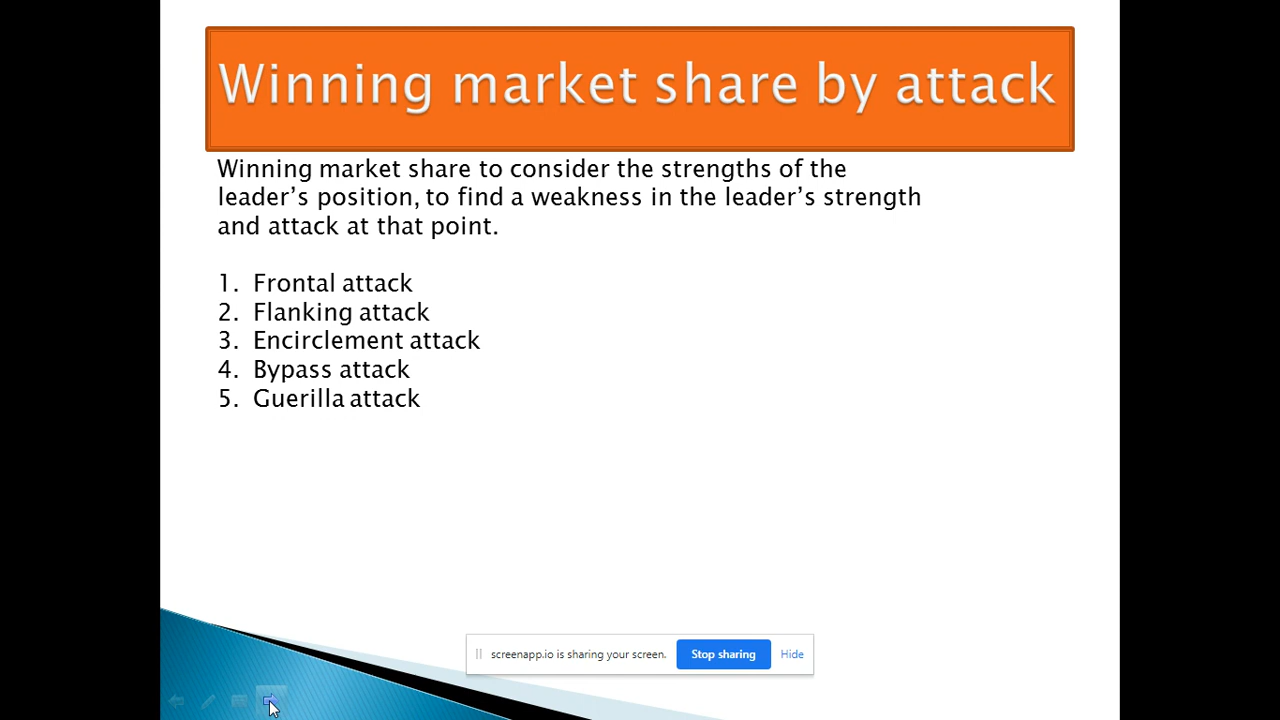 Winning market share by attack
Winning market share to consider the strengths of the
leader’s position, to find a weakness in the leader’s strength
and attack at that point.
1. Frontal attack
2. Flanking attack
3. Encirclement attack
4. Bypass attack
5. Guerilla attack
screenapp.io is sharing your screen. Stop sharing Hide